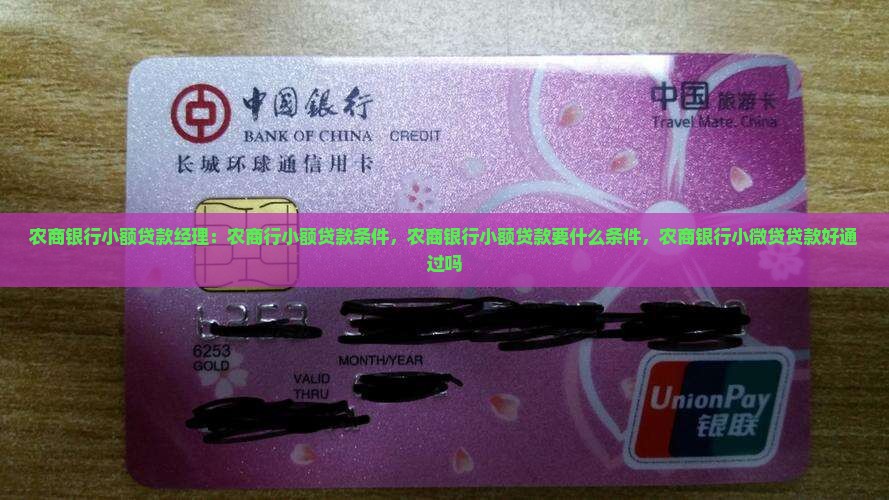 中国银行
BANK OF CHINA CREDIT
长城环球通信用卡
中国 旅游卡
Travel Mate. China
农商银行小额贷款经理：农商行小额贷款条件，农商银行小额贷款要什么条件，农商银行小微贷贷款好通
过吗
6253
6253
GOLD
MONTH/YEAR
VALID
THRU
UnionPay
银联